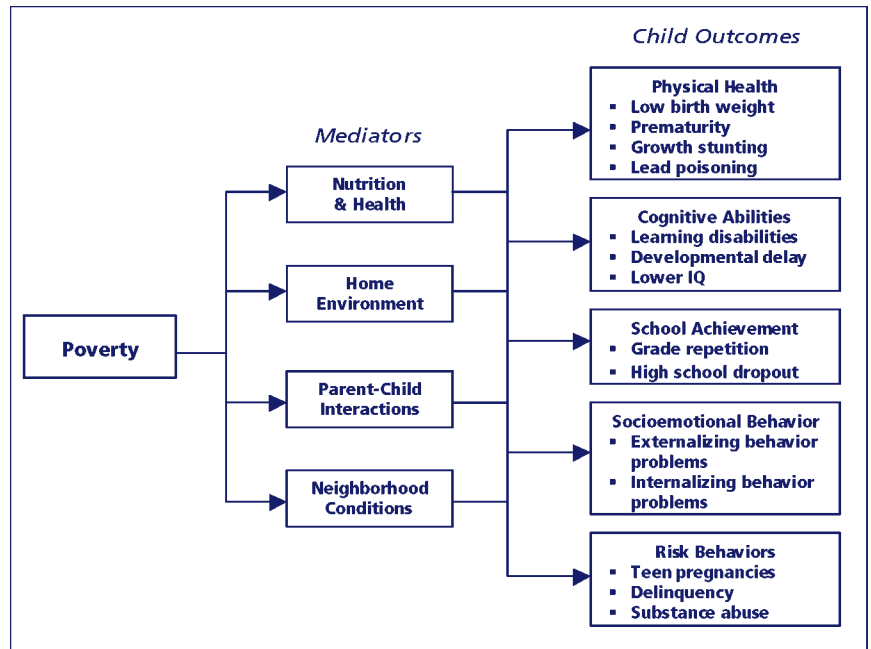 Child Outcomes
Mediators
Poverty
Nutrition
& Health
Home
Environment
Parent-Child
Interactions
Neighborhood
Conditions
Physical Health
▪ Low birth weight
▪ Prematurity
▪ Growth stunting
▪ Lead poisoning
Cognitive Abilities
▪ Learning disabilities
▪ Developmental delay
▪ Lower IQ
School Achievement
▪ Grade repetition
▪ High school dropout
Socioemotional Behavior
▪ Externalizing behavior
problems
▪ Internalizing behavior
problems
Risk Behaviors
▪ Teen pregnancies
▪ Delinquency
▪ Substance abuse